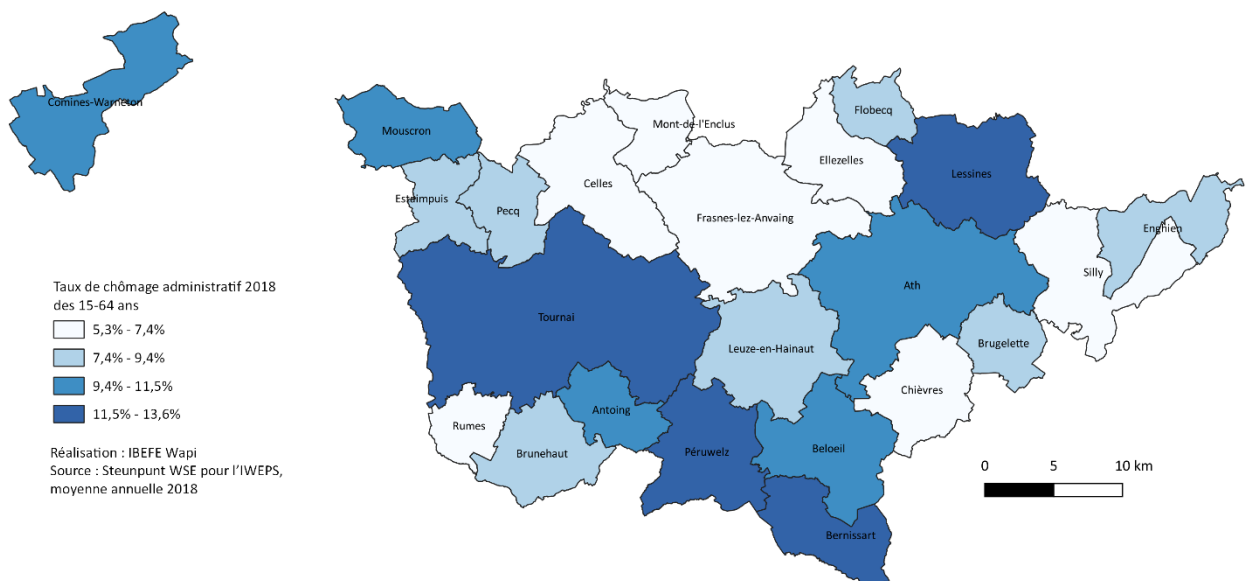 Comines-Warneton
Mouscron
Mont-de-l'Enclus
Flobecq
Ellezelles
Lessines
Celles
Estaimpuis
Pecq
Frasnes-lez-Anvaing
Enghien
Silly
Ath
Tournai
Leuze-en-Hainaut
Brugelette
Chièvres
Antoing
Rumes
Brunehaut
Péruwelz
Beloeil
Bernissart
Taux de chômage administratif 2018
des 15-64 ans
5,3% - 7,4%
7,4% - 9,4%
9,4% - 11,5%
11,5% - 13,6%
Réalisation : IBEFE Wapi
Source : Steunpunt WSE pour l'IWEPS,
moyenne annuelle 2018
0 5 10 km